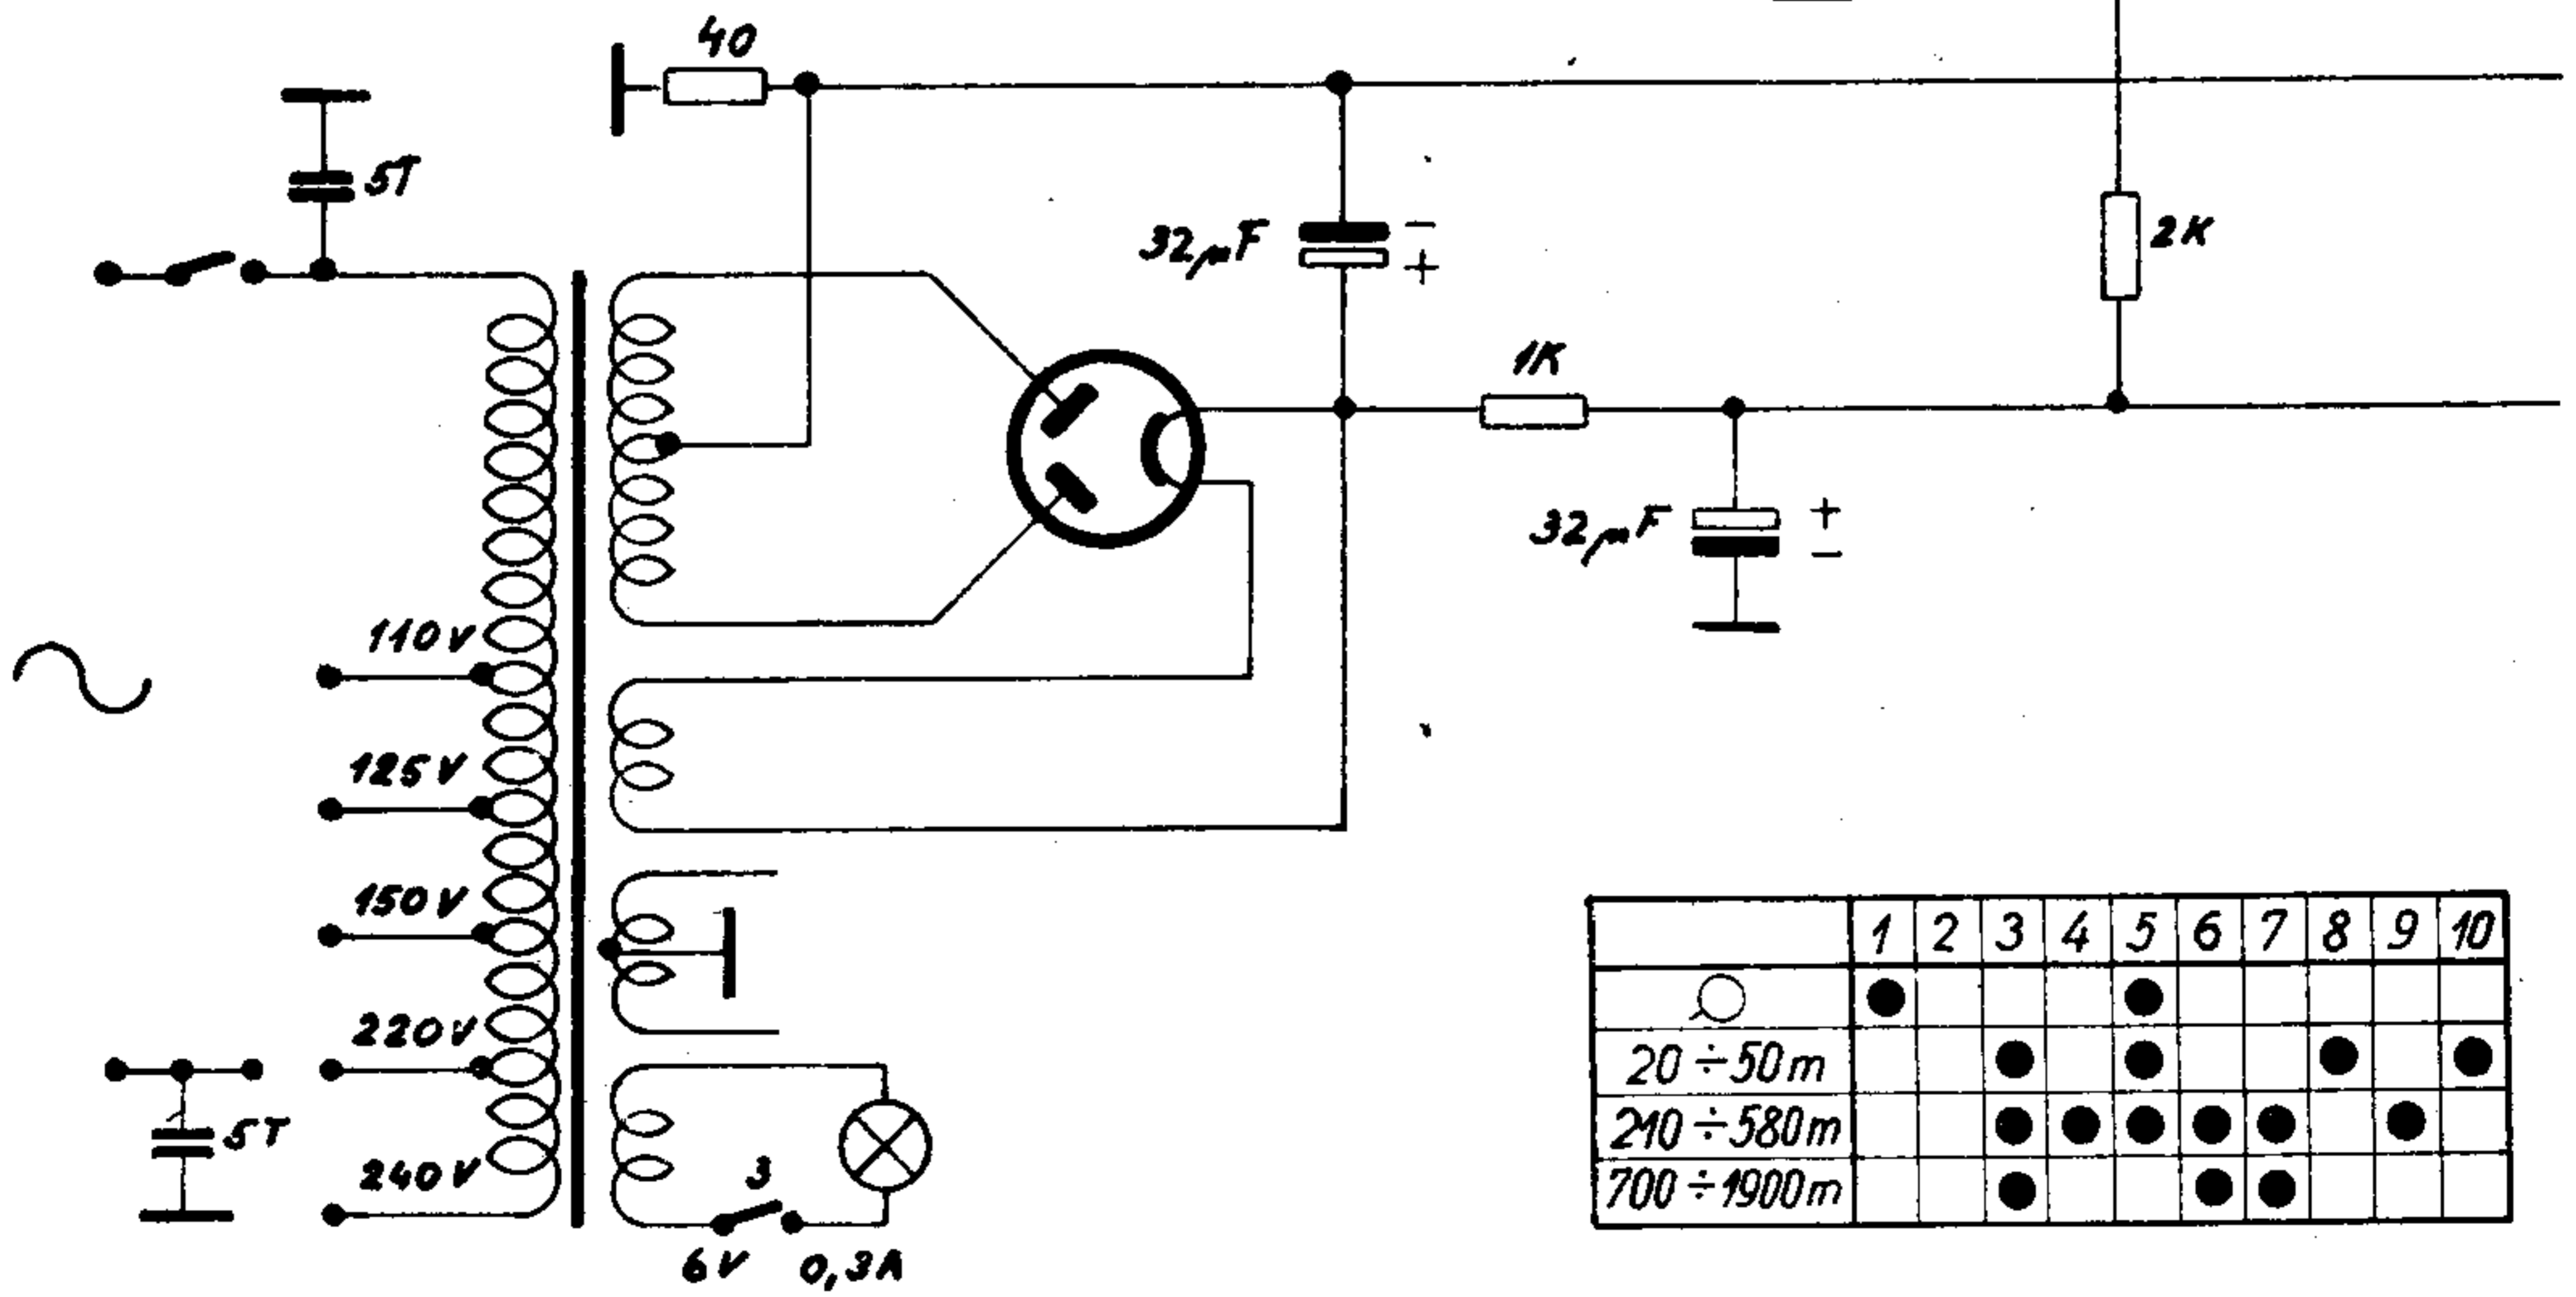 40
5T
32µF
−
+
2K
1K
32µF
+
−
110V
125V
150V
220V
5T
240V
3
6V 0,3A
1 2 3 4 5 6 7 8 9 10
20÷50m
210÷580m
700÷1900m